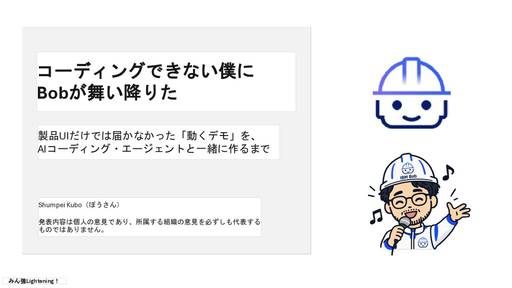 コーディングできない僕に
Bobが舞い降りた
製品UIだけでは届かなかった「動くデモ」を、
AIコーディング・エージェントと一緒に作るまで
Shumpei Kubo（ぼうさん）
発表内容は個人の意見であり、所属する組織の意見を必ずしも代表する
ものではありません。
IBM Bob
みん強Lightening！